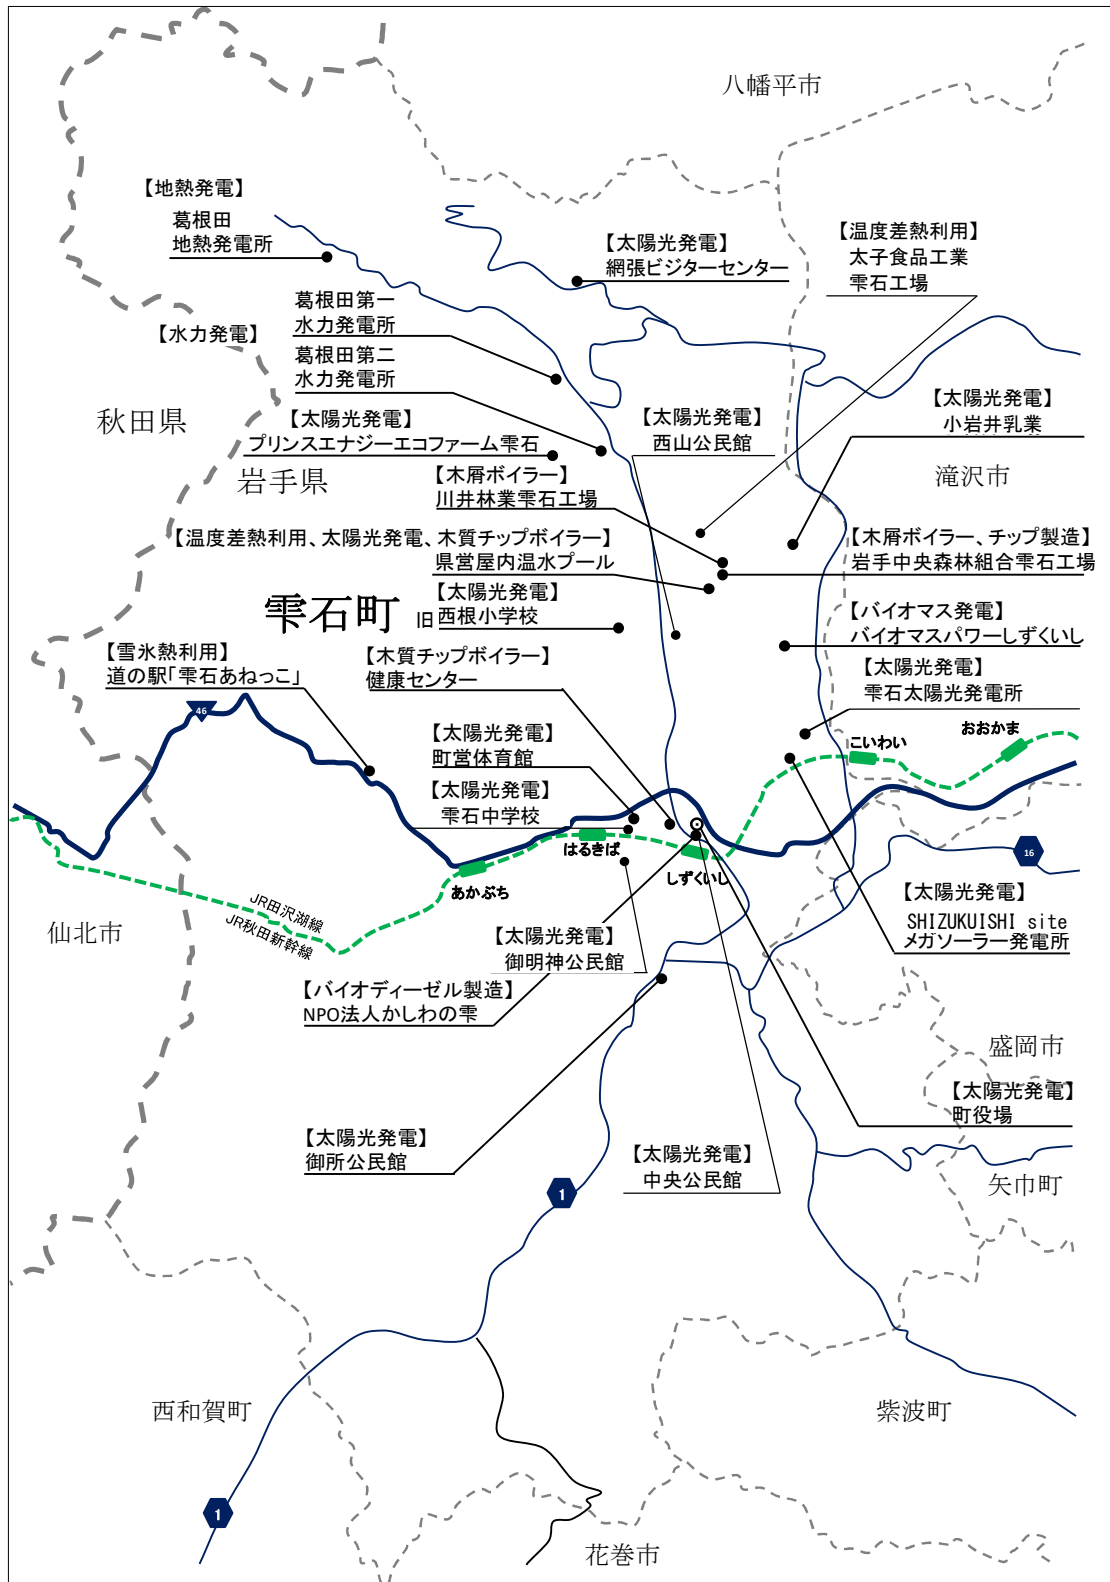 八幡平市
【地熱発電】
葛根田
地熱発電所
【太陽光発電】
網張ビジターセンター
【温度差熱利用】
太子食品工業
雫石工場
【水力発電】
葛根田第一
水力発電所
葛根田第二
水力発電所
秋田県
岩手県
【太陽光発電】
プリンスエナジーエコファーム雫石
【太陽光発電】
西山公民館
【太陽光発電】
小岩井乳業
滝沢市
【木屑ボイラー】
川井林業雫石工場
【温度差熱利用、太陽光発電、木質チップボイラー】
県営屋内温水プール
【木屑ボイラー、チップ製造】
岩手中央森林組合雫石工場
雫石町
【太陽光発電】
旧西根小学校
【バイオマス発電】
バイオマスパワーしずくいし
【雪氷熱利用】
道の駅「雫石あねっこ」
【木質チップボイラー】
健康センター
【太陽光発電】
雫石太陽光発電所
46
【太陽光発電】
町営体育館
こいわい
おおかま
【太陽光発電】
雫石中学校
はるきば
しずくいし
あかぶち
16
JR田沢湖線
JR秋田新幹線
仙北市
【太陽光発電】
SHIZUKUISHI site
メガソーラー発電所
【太陽光発電】
御明神公民館
【バイオディーゼル製造】
NPO法人かしわの雫
盛岡市
【太陽光発電】
町役場
【太陽光発電】
御所公民館
【太陽光発電】
中央公民館
矢巾町
1
西和賀町
紫波町
1
花巻市